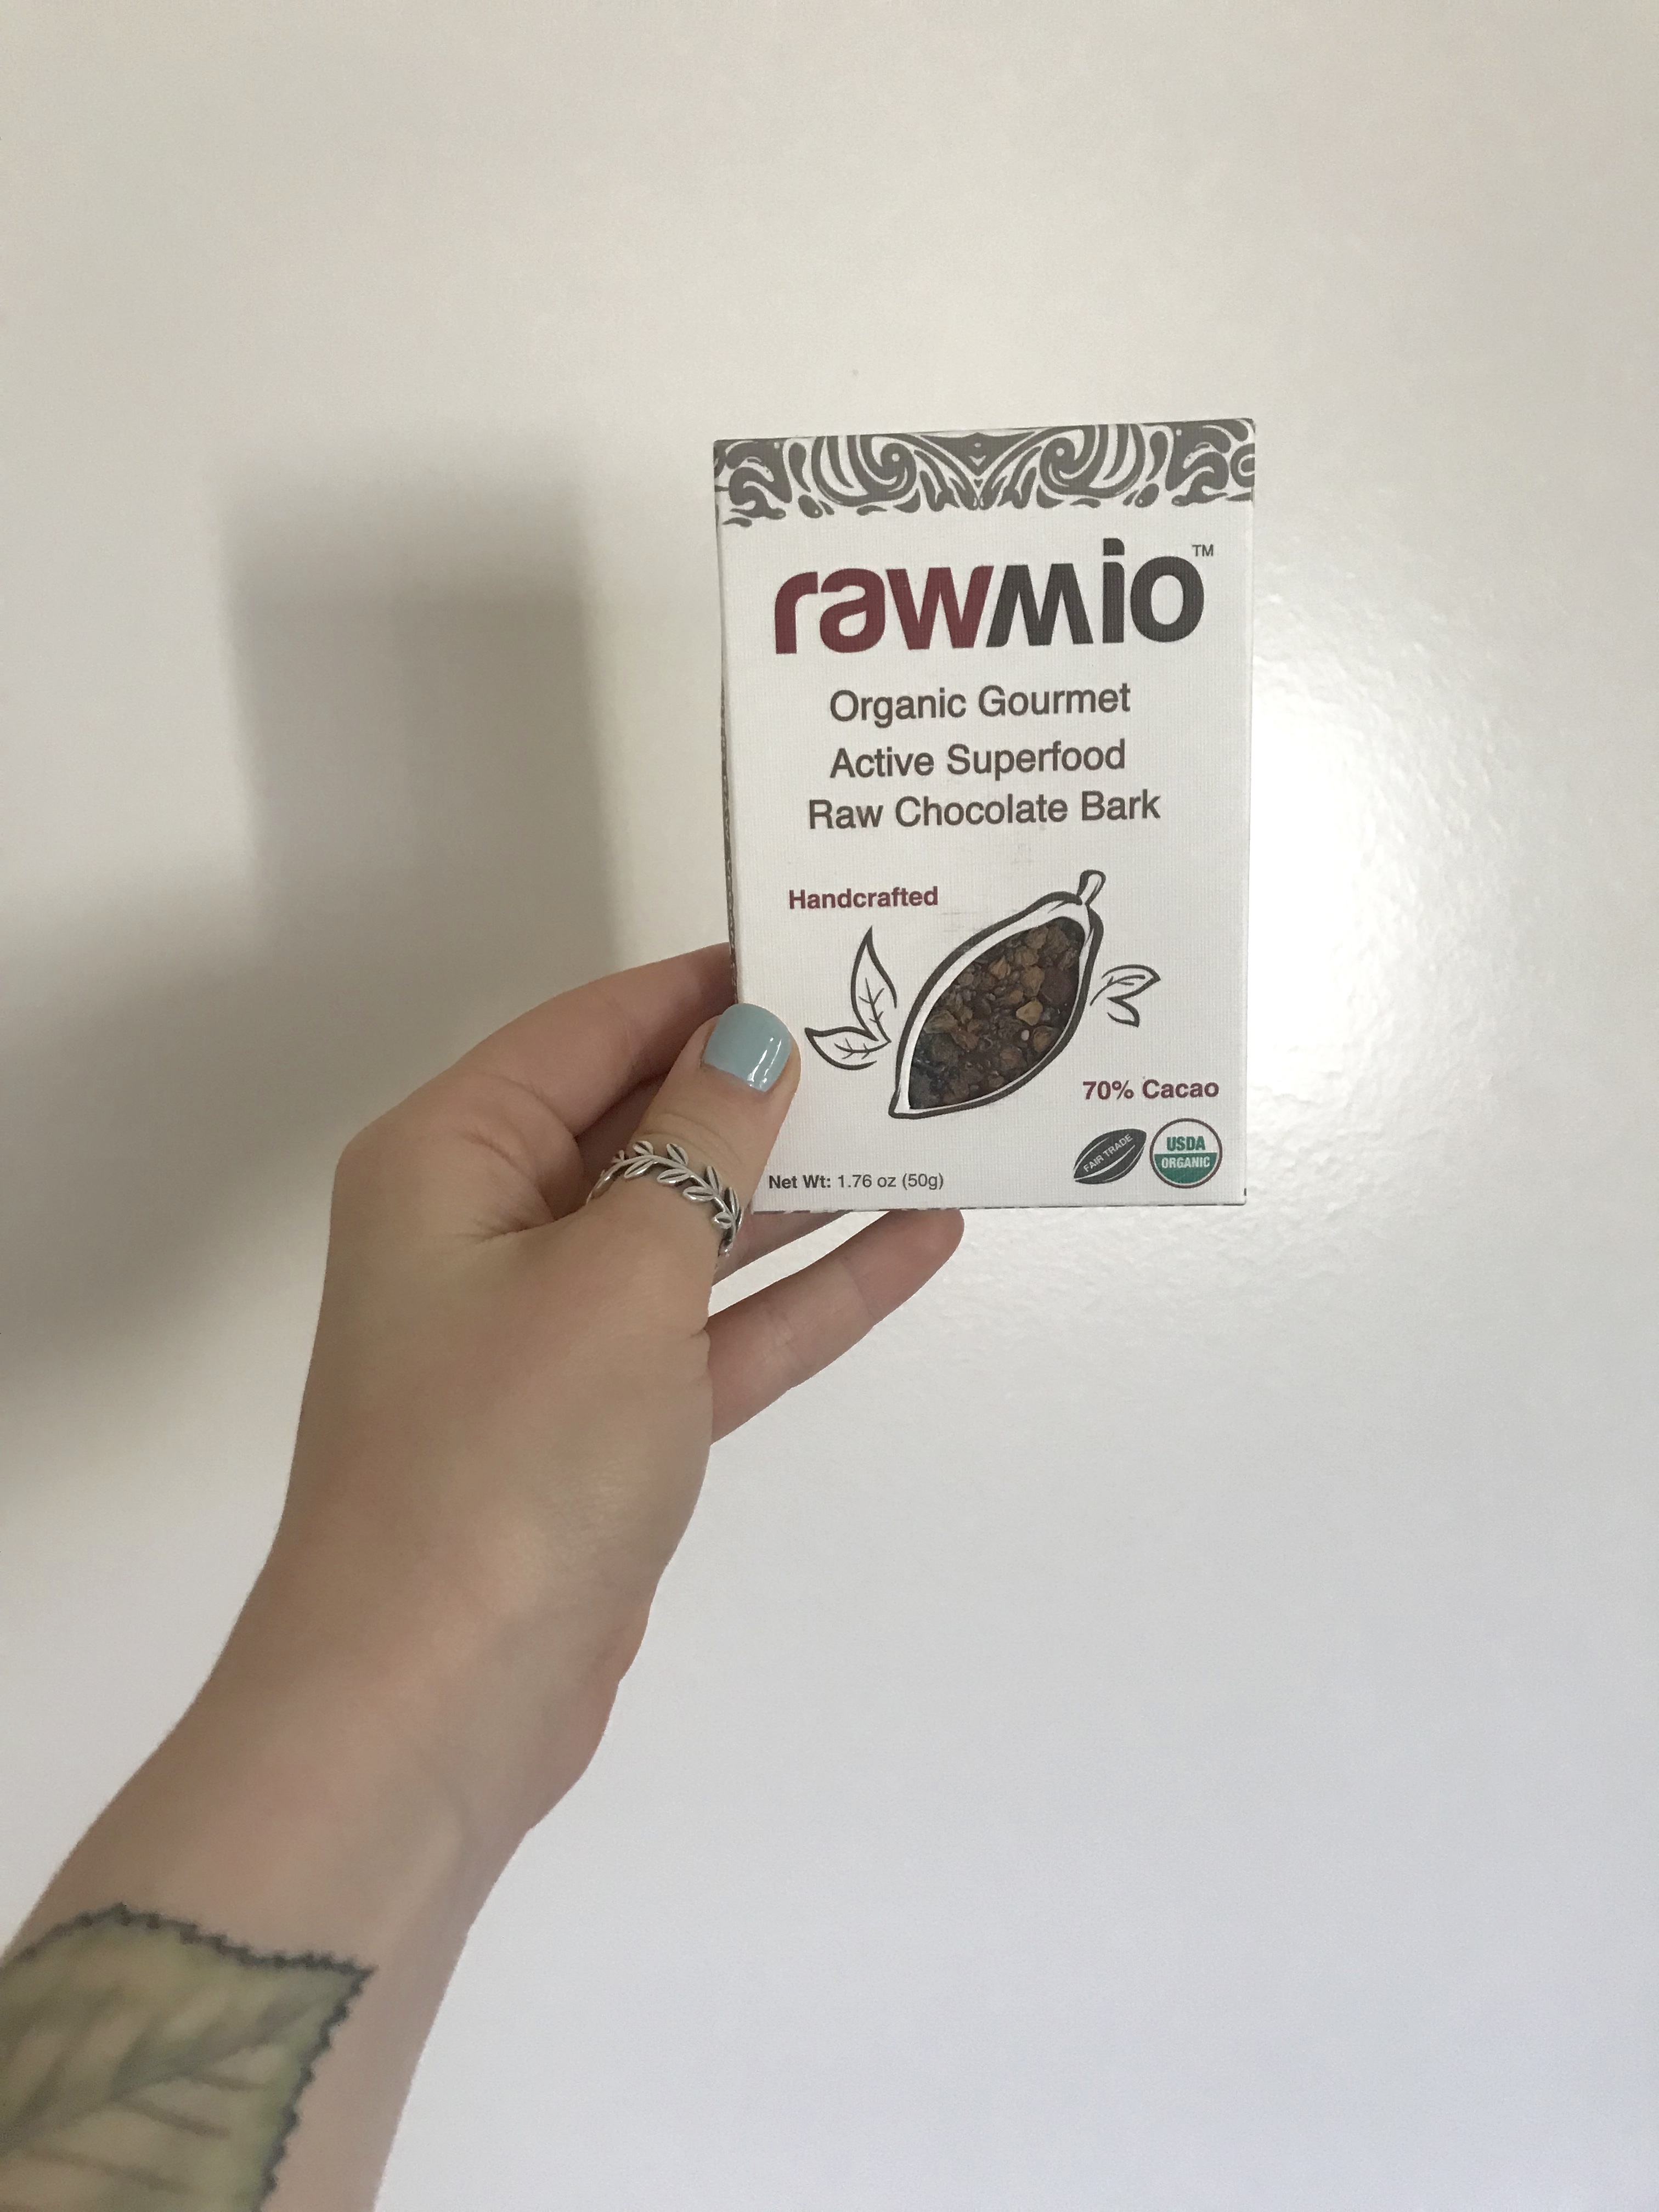 rawmio™
Organic Gourmet
Active Superfood
Raw Chocolate Bark
Handcrafted
70% Cacao
FAIR TRADE
USDA
ORGANIC
Net Wt: 1.76 oz (50g)